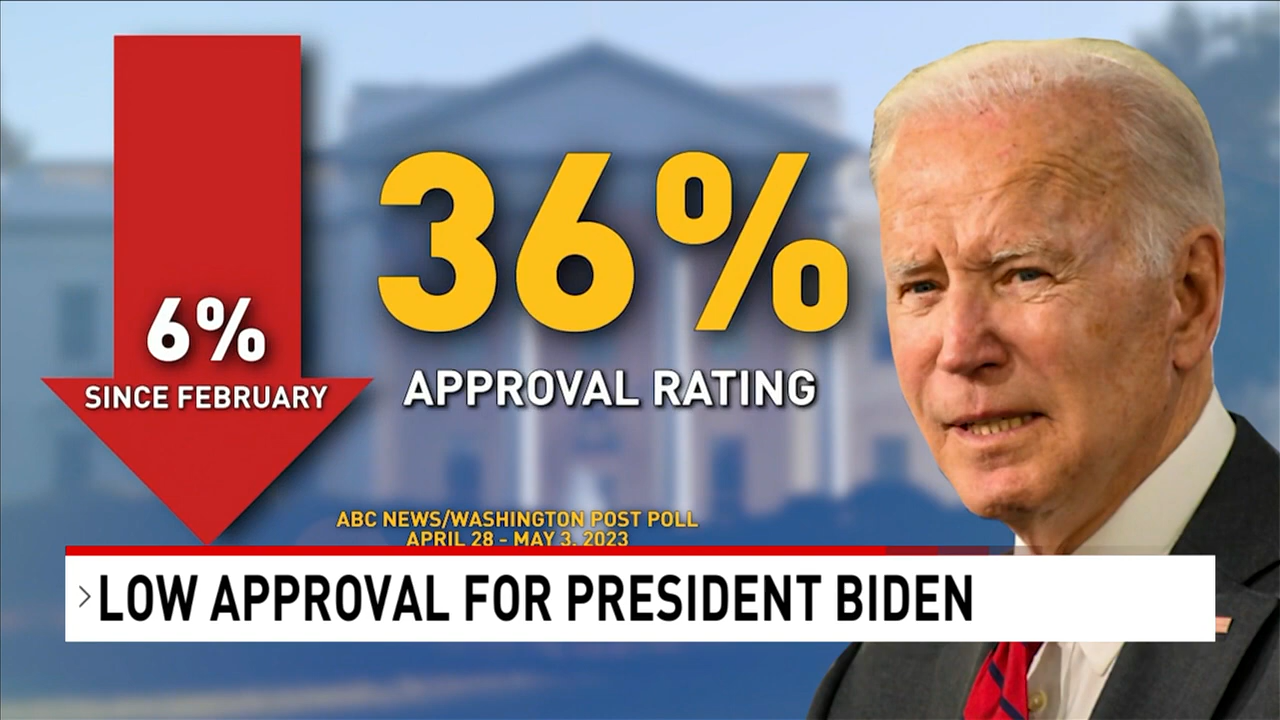 6%
SINCE FEBRUARY
36%
APPROVAL RATING
ABC NEWS/WASHINGTON POST POLL
APRIL 28 - MAY 3, 2023
LOW APPROVAL FOR PRESIDENT BIDEN